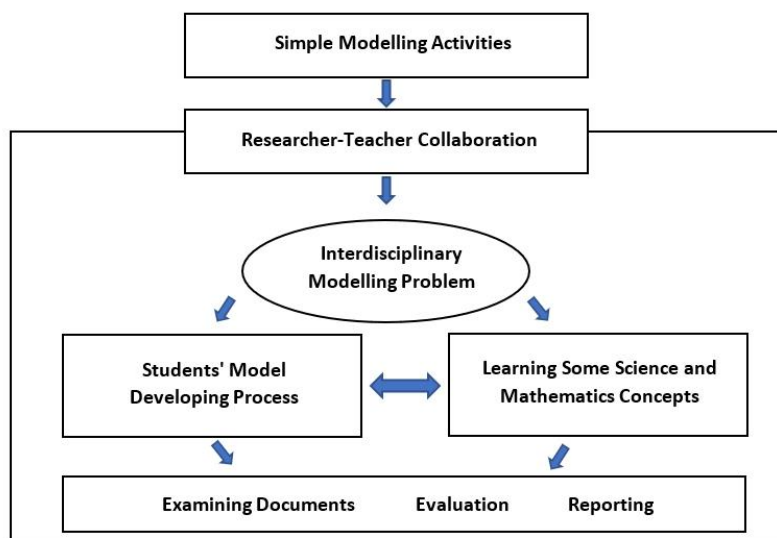 Simple Modelling Activities
Researcher-Teacher Collaboration
Interdisciplinary
Modelling Problem
Students' Model
Developing Process
Learning Some Science and
Mathematics Concepts
Examining Documents Evaluation Reporting